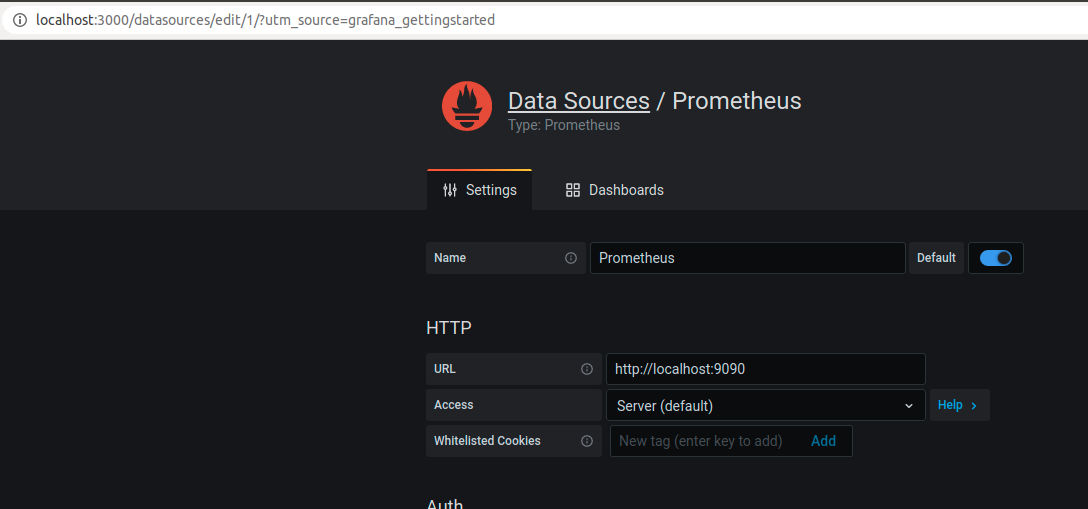 localhost:3000/datasources/edit/1/?utm_source=grafana_gettingstarted
Data Sources / Prometheus
Type: Prometheus
Settings Dashboards
Name Prometheus Default
HTTP
URL http://localhost:9090
Access Server (default) Help
Whitelisted Cookies New tag (enter key to add) Add
Auth